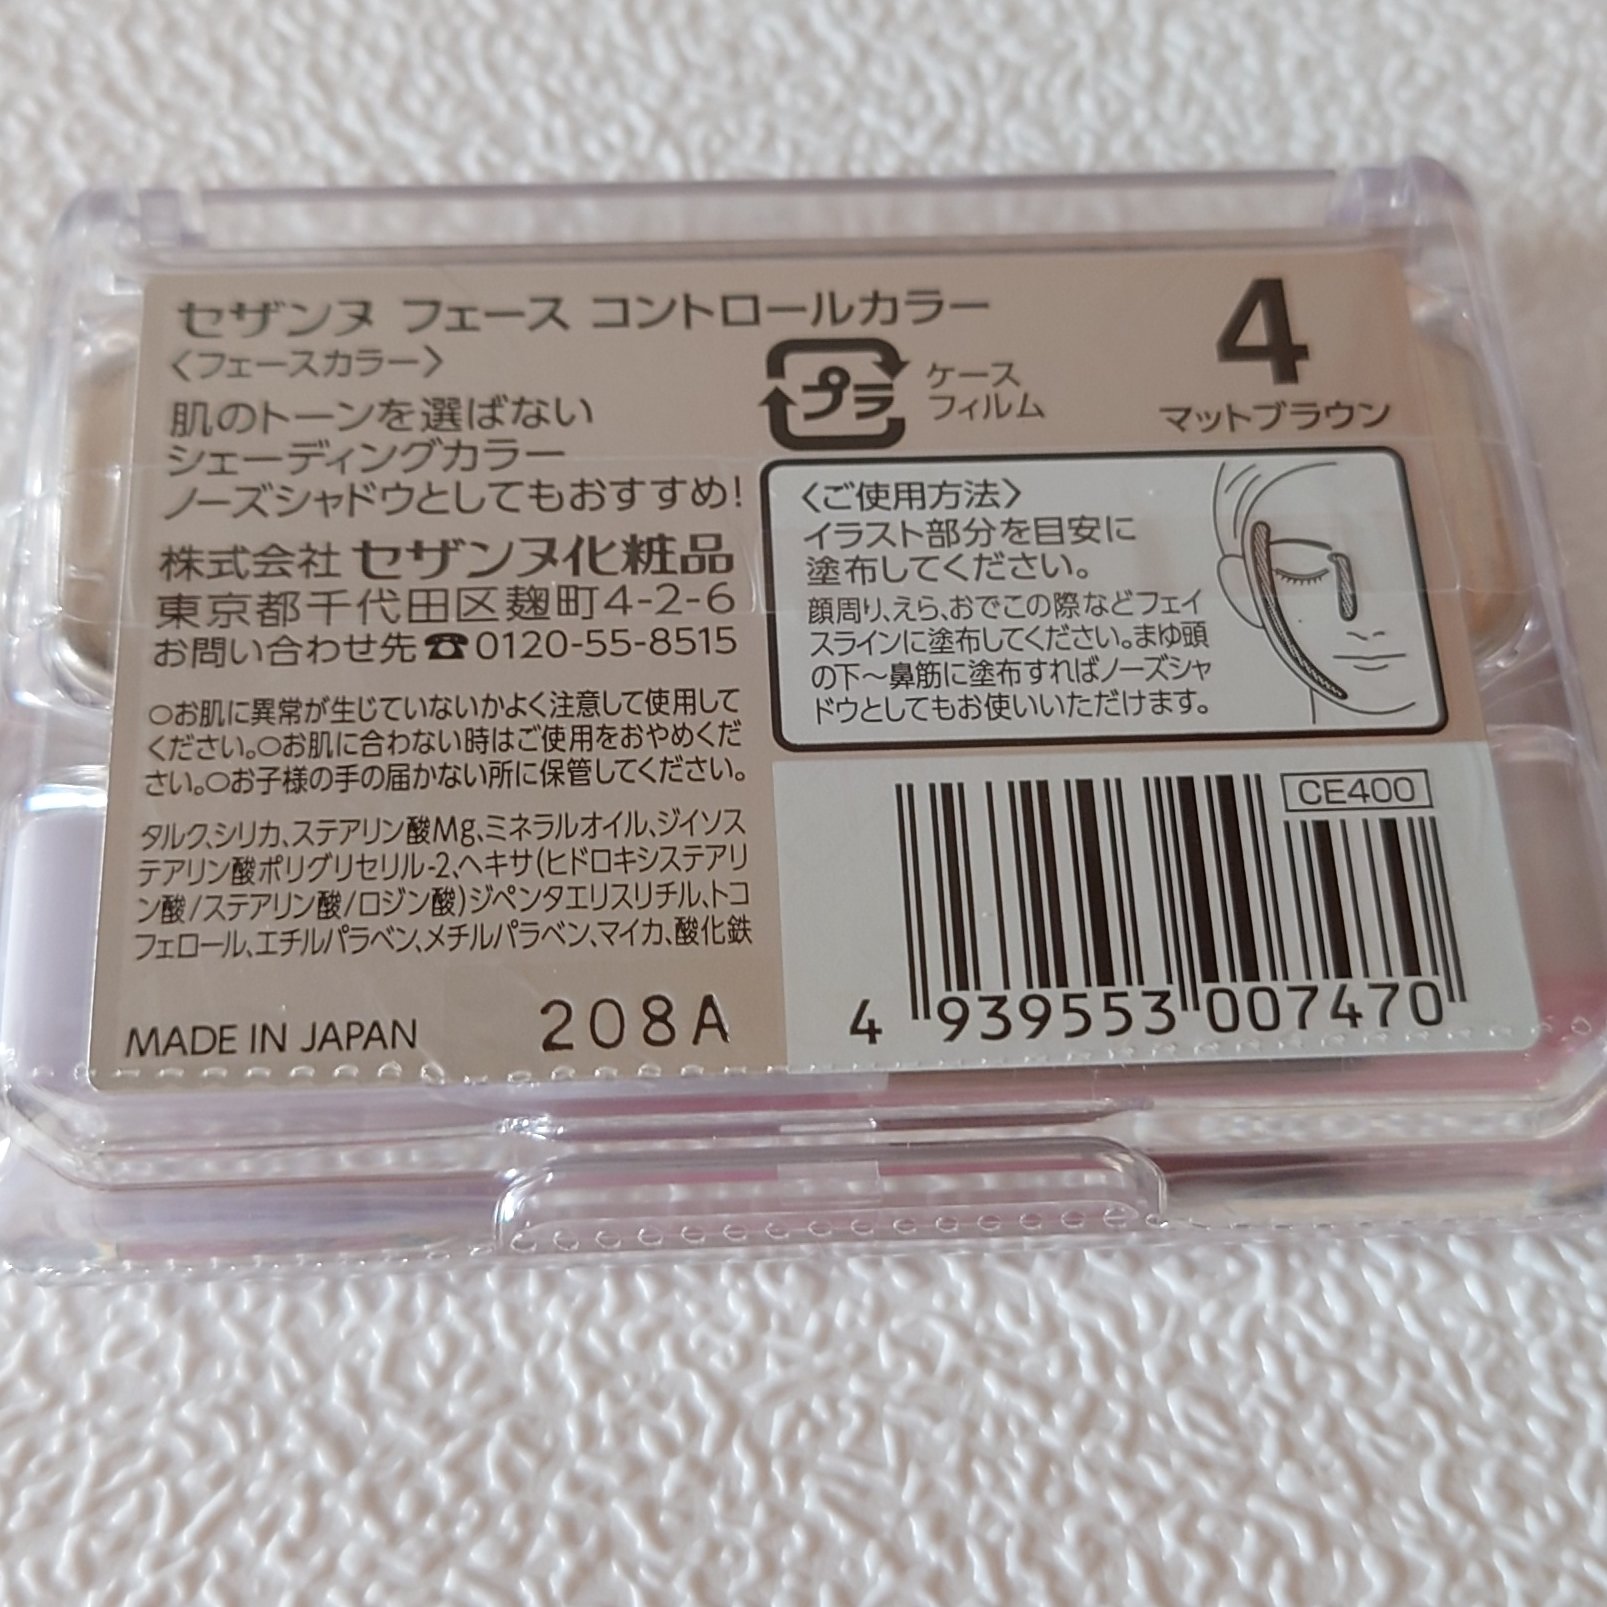 セザンヌ フェース コントロールカラー
〈フェースカラー〉
肌のトーンを選ばない
シェーディングカラー
ノーズシャドウとしてもおすすめ!
株式会社 セザンヌ化粧品
東京都千代田区麹町4-2-6
お問い合わせ先☎0120-55-8515
○お肌に異常が生じていないかよく注意して使用して
ください。○お肌に合わない時はご使用をおやめくだ
さい。○お子様の手の届かない所に保管してください。
タルク、シリカ、ステアリン酸Mg、ミネラルオイル、ジイソス
テアリン酸ポリグリセリル-2、ヘキサ(ヒドロキシステアリ
ン酸/ステアリン酸/ロジン酸)ジペンタエリスリチル、トコ
フェロール、エチルパラベン、メチルパラベン、マイカ、酸化鉄
MADE IN JAPAN
208A
プラ
ケース
フィルム
4
マットブラウン
〈ご使用方法〉
イラスト部分を目安に
塗布してください。
顔周り、えら、おでこの際などフェイ
スラインに塗布してください。まゆ頭
の下〜鼻筋に塗布すればノーズシャ
ドウとしてもお使いいただけます。
CE400
4 939553 007470